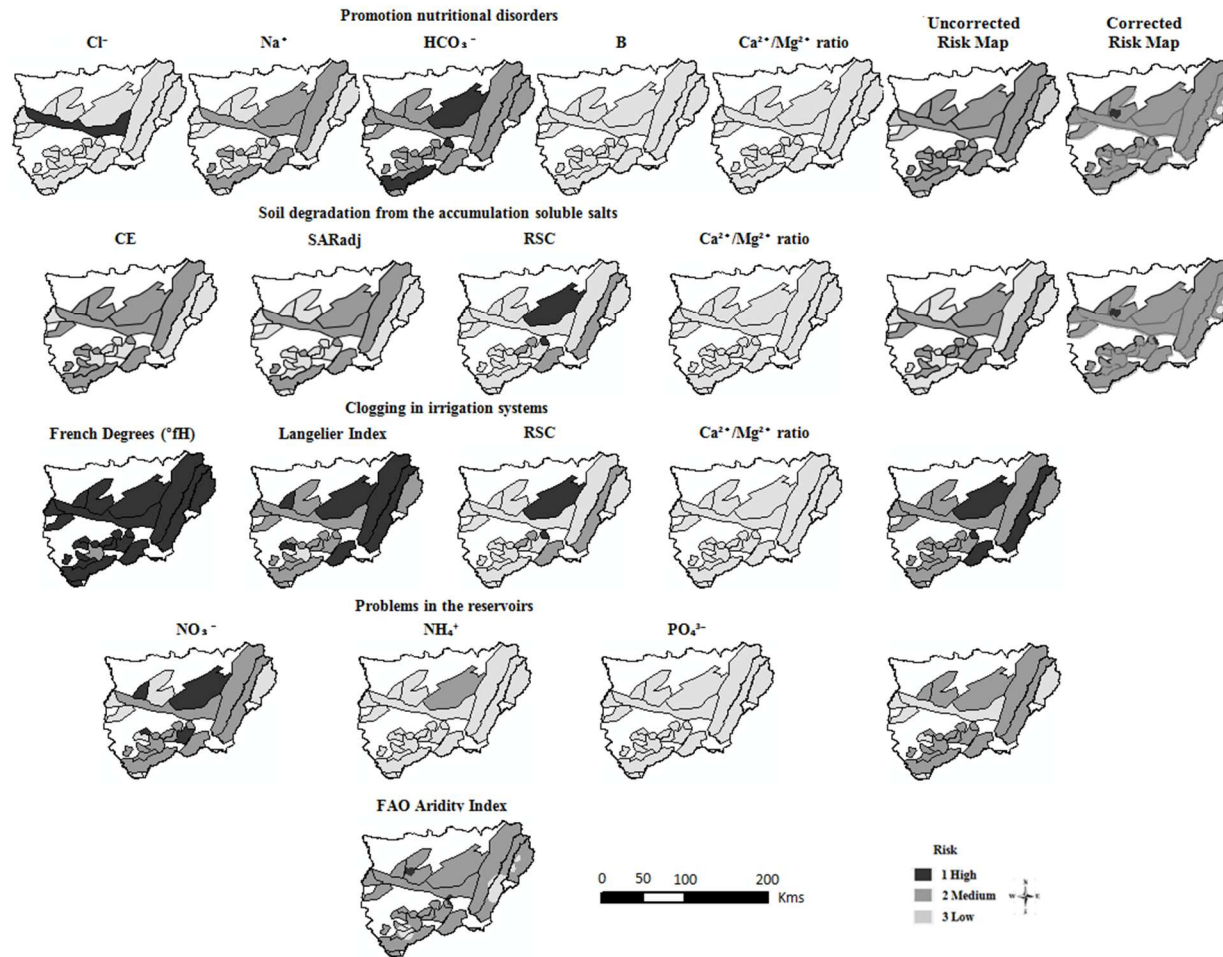 Promotion nutritional disorders
Cl⁻
Na⁺
HCO₃⁻
B
Ca²⁺/Mg²⁺ ratio
Uncorrected
Risk Map
Corrected
Risk Map
Soil degradation from the accumulation soluble salts
CE
SARadj
RSC
Ca²⁺/Mg²⁺ ratio
Clogging in irrigation systems
French Degrees (°fH)
Langelier Index
RSC
Ca²⁺/Mg²⁺ ratio
Problems in the reservoirs
NO₃⁻
NH₄⁺
PO₄³⁻
FAO Aridity Index
0 50 100 200
Kms
Risk
1 High
2 Medium
3 Low
N
W E
S